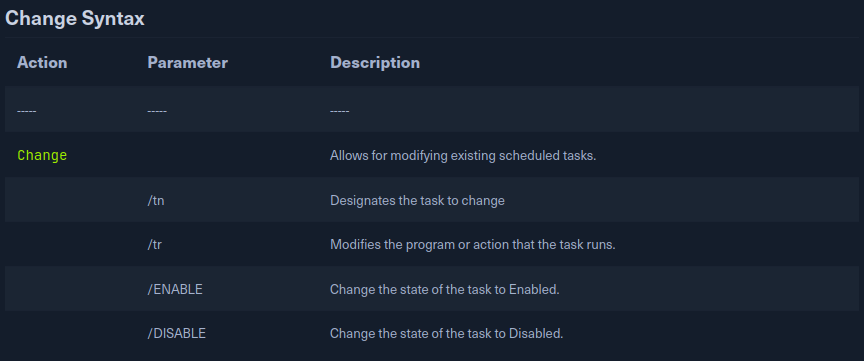 Change Syntax
Action Parameter Description
----- ----- -----
Change Allows for modifying existing scheduled tasks.
/tn Designates the task to change
/tr Modifies the program or action that the task runs.
/ENABLE Change the state of the task to Enabled.
/DISABLE Change the state of the task to Disabled.